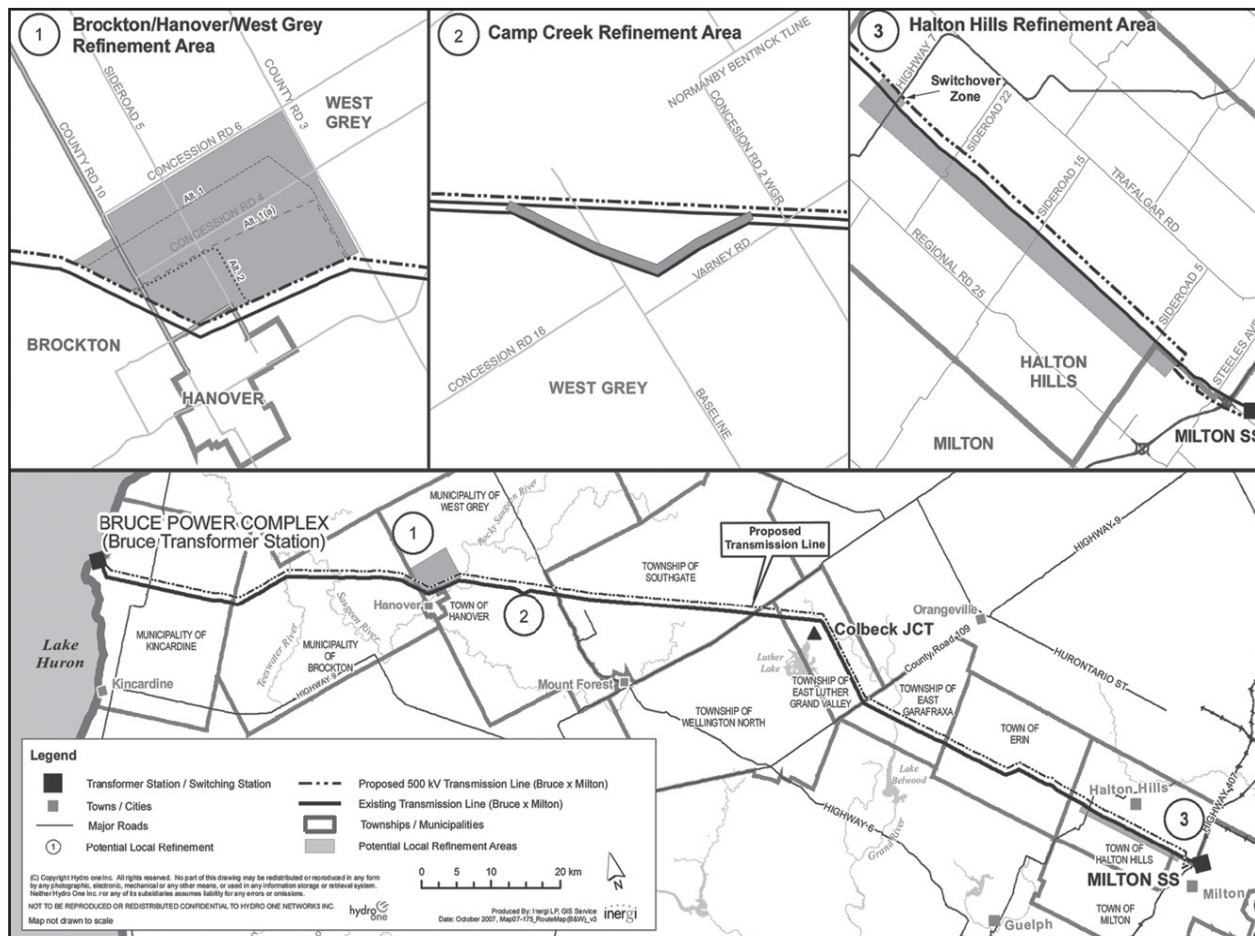 1
Brockton/Hanover/West Grey
Refinement Area
COUNTY RD 10
SIDEROAD 5
CONCESSION RD 6
COUNTY RD 3
WEST
GREY
Alt. 1
CONCESSION RD 4
Alt. 1(a)
Alt. 2
BROCKTON
HANOVER
2
Camp Creek Refinement Area
NORMANBY BENTINCK TLINE
CONCESION RD 2 WGR
VARNEY RD
CONCESSION RD 16
WEST GREY
BASELINE
3
Halton Hills Refinement Area
HIGHWAY 7
Switchover
Zone
SIDEROAD 22
SIDEROAD 15
TRAFALGAR RD
REGIONAL RD 25
SIDEROAD 5
STEELES AVE
HALTON
HILLS
MILTON
MILTON SS
BRUCE POWER COMPLEX
(Bruce Transformer Station)
MUNICIPALITY OF
WEST GREY
Rocky Saugeen River
1
Proposed
Transmission Line
HIGHWAY-9
TOWNSHIP OF
SOUTHGATE
Hanover
TOWN OF
HANOVER
2
Orangeville
Lake
Huron
MUNICIPALITY OF
KINCARDINE
Teeswater River
Saugeen River
MUNICIPALITY
OF
BROCKTON
Colbeck JCT
County Road 109
HURONTARIO ST
Luther
Lake
Kincardine
HIGHWAY-9
Mount Forest
TOWNSHIP OF
EAST LUTHER
GRAND VALLEY
TOWNSHIP
OF EAST
GARAFRAXA
TOWNSHIP OF
WELLINGTON NORTH
TOWN OF
ERIN
Lake
Belwood
Halton Hills
HIGHWAY 407
HIGHWAY-6
Grand River
3
TOWN OF
HALTON HILLS
MILTON SS
Milton
TOWN OF
MILTON
Guelph
Legend
Transformer Station / Switching Station
Towns / Cities
Major Roads
1 Potential Local Refinement
Proposed 500 kV Transmission Line (Bruce x Milton)
Existing Transmission Line (Bruce x Milton)
Townships / Municipalities
Potential Local Refinement Areas
(C) Copyright Hydro one Inc. All rights reserved. No part of this drawing may be redistributed or reproduced in any form
by any photographic, electronic, mechanical or any other means, or used in any information storage or retrieval system.
Neither Hydro One Inc. nor any of its subsidiaries assumes liability for any errors or omissions.
NOT TO BE REPRODUCED OR REDISTRIBUTED CONFIDENTIAL TO HYDRO ONE NETWORKS INC.
Map not drawn to scale
hydro
one
0 5 10 20 km
N
Produced By: Inergi LP, GIS Service
Date: October 2007, Map07-175_RouteMap(B&W)_v3
inergi